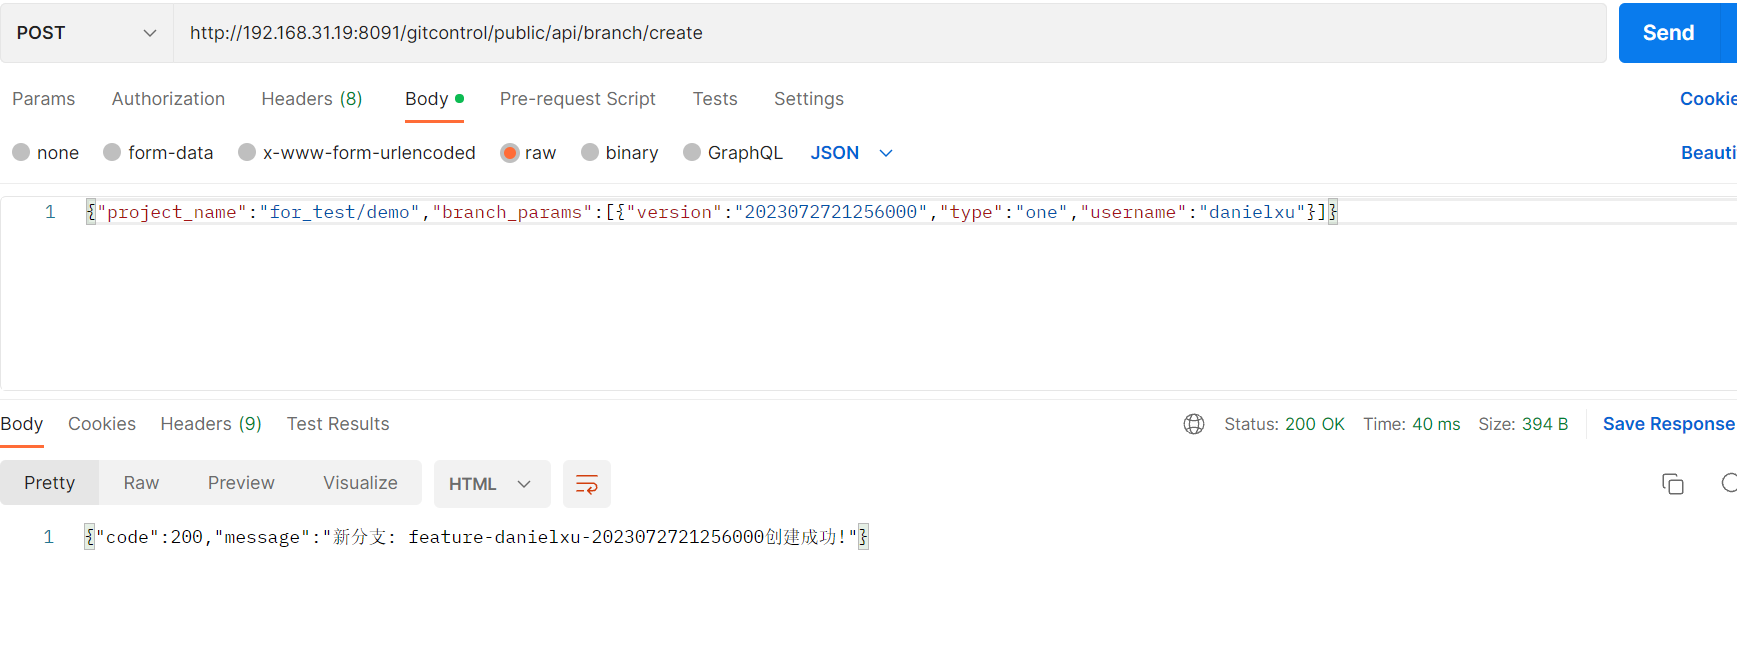 POST http://192.168.31.19:8091/gitcontrol/public/api/branch/create Send
Params Authorization Headers (8) Body Pre-request Script Tests Settings Cookie
none form-data x-www-form-urlencoded raw binary GraphQL JSON Beauti
1 {"project_name":"for_test/demo","branch_params":[{"version":"2023072721256000","type":"one","username":"danielxu"}]}
Body Cookies Headers (9) Test Results Status: 200 OK Time: 40 ms Size: 394 B Save Response
Pretty Raw Preview Visualize HTML
1 {"code":200,"message":"新分支: feature-danielxu-2023072721256000创建成功!"}